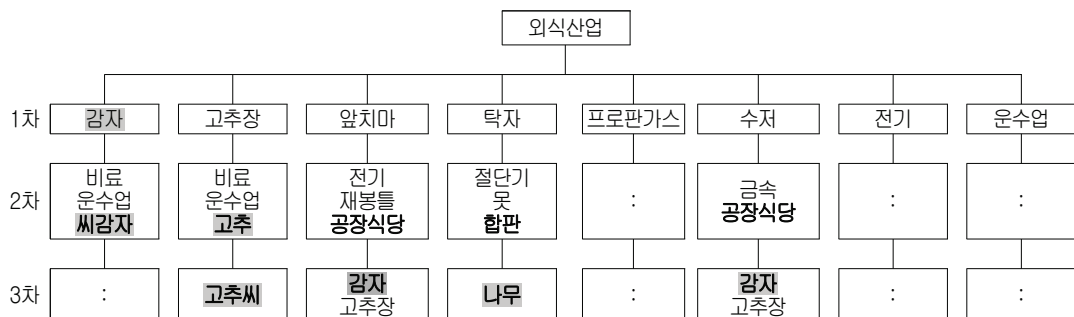 외식산업
1차 감자 고추장 앞치마 탁자 프로판가스 수저 전기 운수업
2차
비료
운수업
씨감자
비료
운수업
고추
전기
재봉틀
공장식당
절단기
못
합판
:
금속
공장식당
:
:
3차
:
고추씨
감자
고추장
나무
:
감자
고추장
:
: